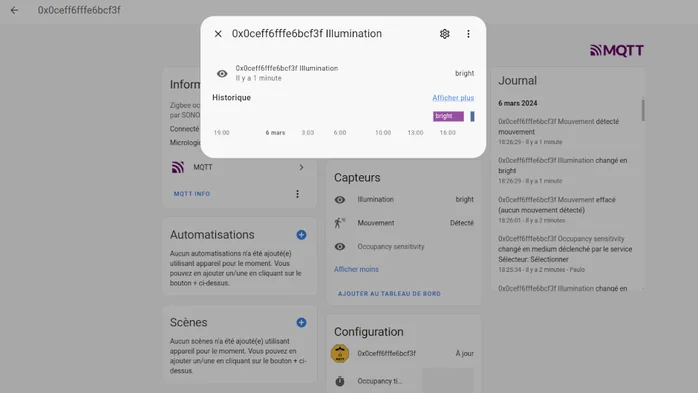 0x0ceff6fffe6bcf3f
0x0ceff6fffe6bcf3f Illumination
0x0ceff6fffe6bcf3f Illumination
Il y a 1 minute
bright
Historique
Afficher plus
bright
19:00
6 mars
3:03
6:00
10:00
13:00
16:00
MQTT
Inform
Zigbee oc
par SONO
Connecté
Micrologie
MQTT
MQTT INFO
Automatisations
Aucun automatisations n'a été ajouté(e)
utilisant appareil pour le moment. Vous
pouvez en ajouter un/une en cliquant sur le
bouton + ci-dessus.
Scènes
Aucun scènes n'a été ajouté(e) utilisant
appareil pour le moment. Vous pouvez en
ajouter un/une en cliquant sur le bouton + ci-
dessus.
Capteurs
Illumination
bright
Mouvement
Détecté
Occupancy sensitivity
Afficher moins
AJOUTER AU TABLEAU DE BORD
Configuration
0x0ceff6fffe6bcf3f
À jour
Occupancy ti...
Journal
6 mars 2024
0x0ceff6fffe6bcf3f Mouvement détecté
mouvement
18:26:29 - Il y a 1 minute
0x0ceff6fffe6bcf3f Illumination changé en
bright
18:26:29 - Il y a 1 minute
0x0ceff6fffe6bcf3f Mouvement effacé
(aucun mouvement détecté)
18:26:01 - Il y a 2 minutes
0x0ceff6fffe6bcf3f Occupancy sensitivity
changé en medium déclenché par le service
Sélecteur: Sélectionner
18:25:34 - Il y a 2 minutes - Paulo
0x0ceff6fffe6bcf3f Illumination changé en